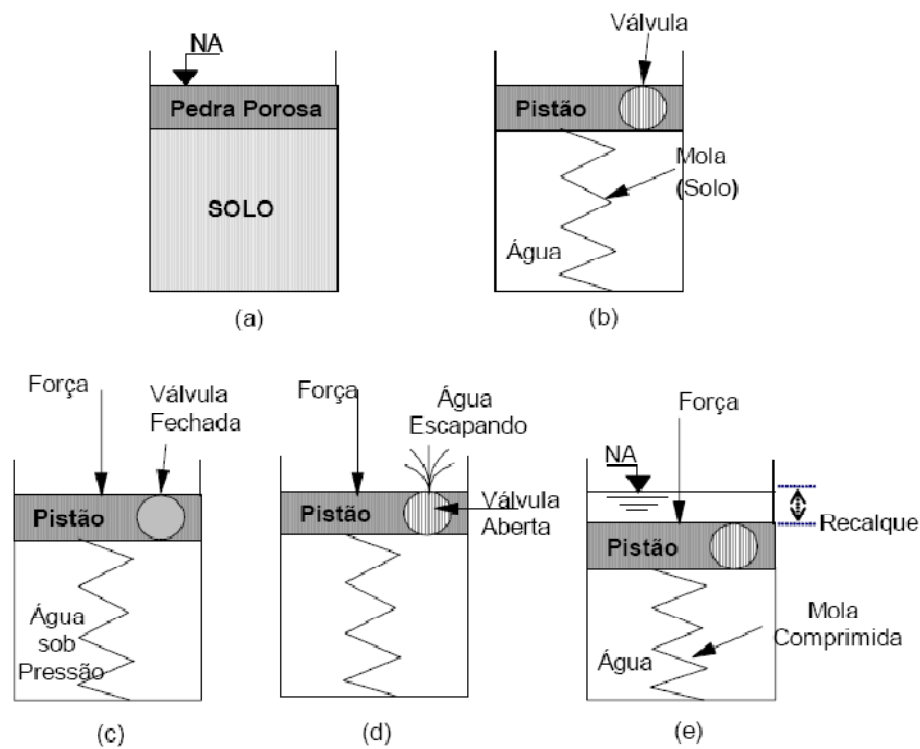 NA
Pedra Porosa
SOLO
(a)
Válvula
Pistão
Mola
(Solo)
Água
(b)
Força
Válvula
Fechada
Pistão
Água
sob
Pressão
(c)
Força
Água
Escapando
Pistão
Válvula
Aberta
(d)
Força
NA
Recalque
Pistão
Mola
Comprimida
Água
(e)